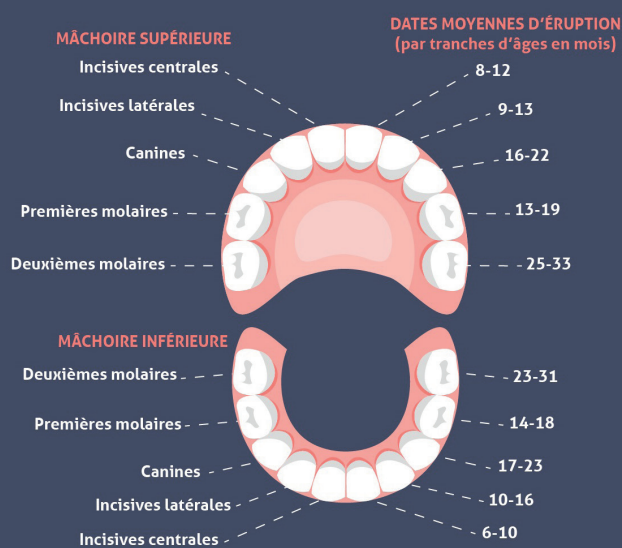 MÂCHOIRE SUPÉRIEURE
DATES MOYENNES D'ÉRUPTION
(par tranches d'âges en mois)
Incisives centrales
8-12
Incisives latérales
9-13
Canines
16-22
Premières molaires
13-19
Deuxièmes molaires
25-33
MÂCHOIRE INFÉRIEURE
Deuxièmes molaires
23-31
Premières molaires
14-18
Canines
17-23
Incisives latérales
10-16
Incisives centrales
6-10